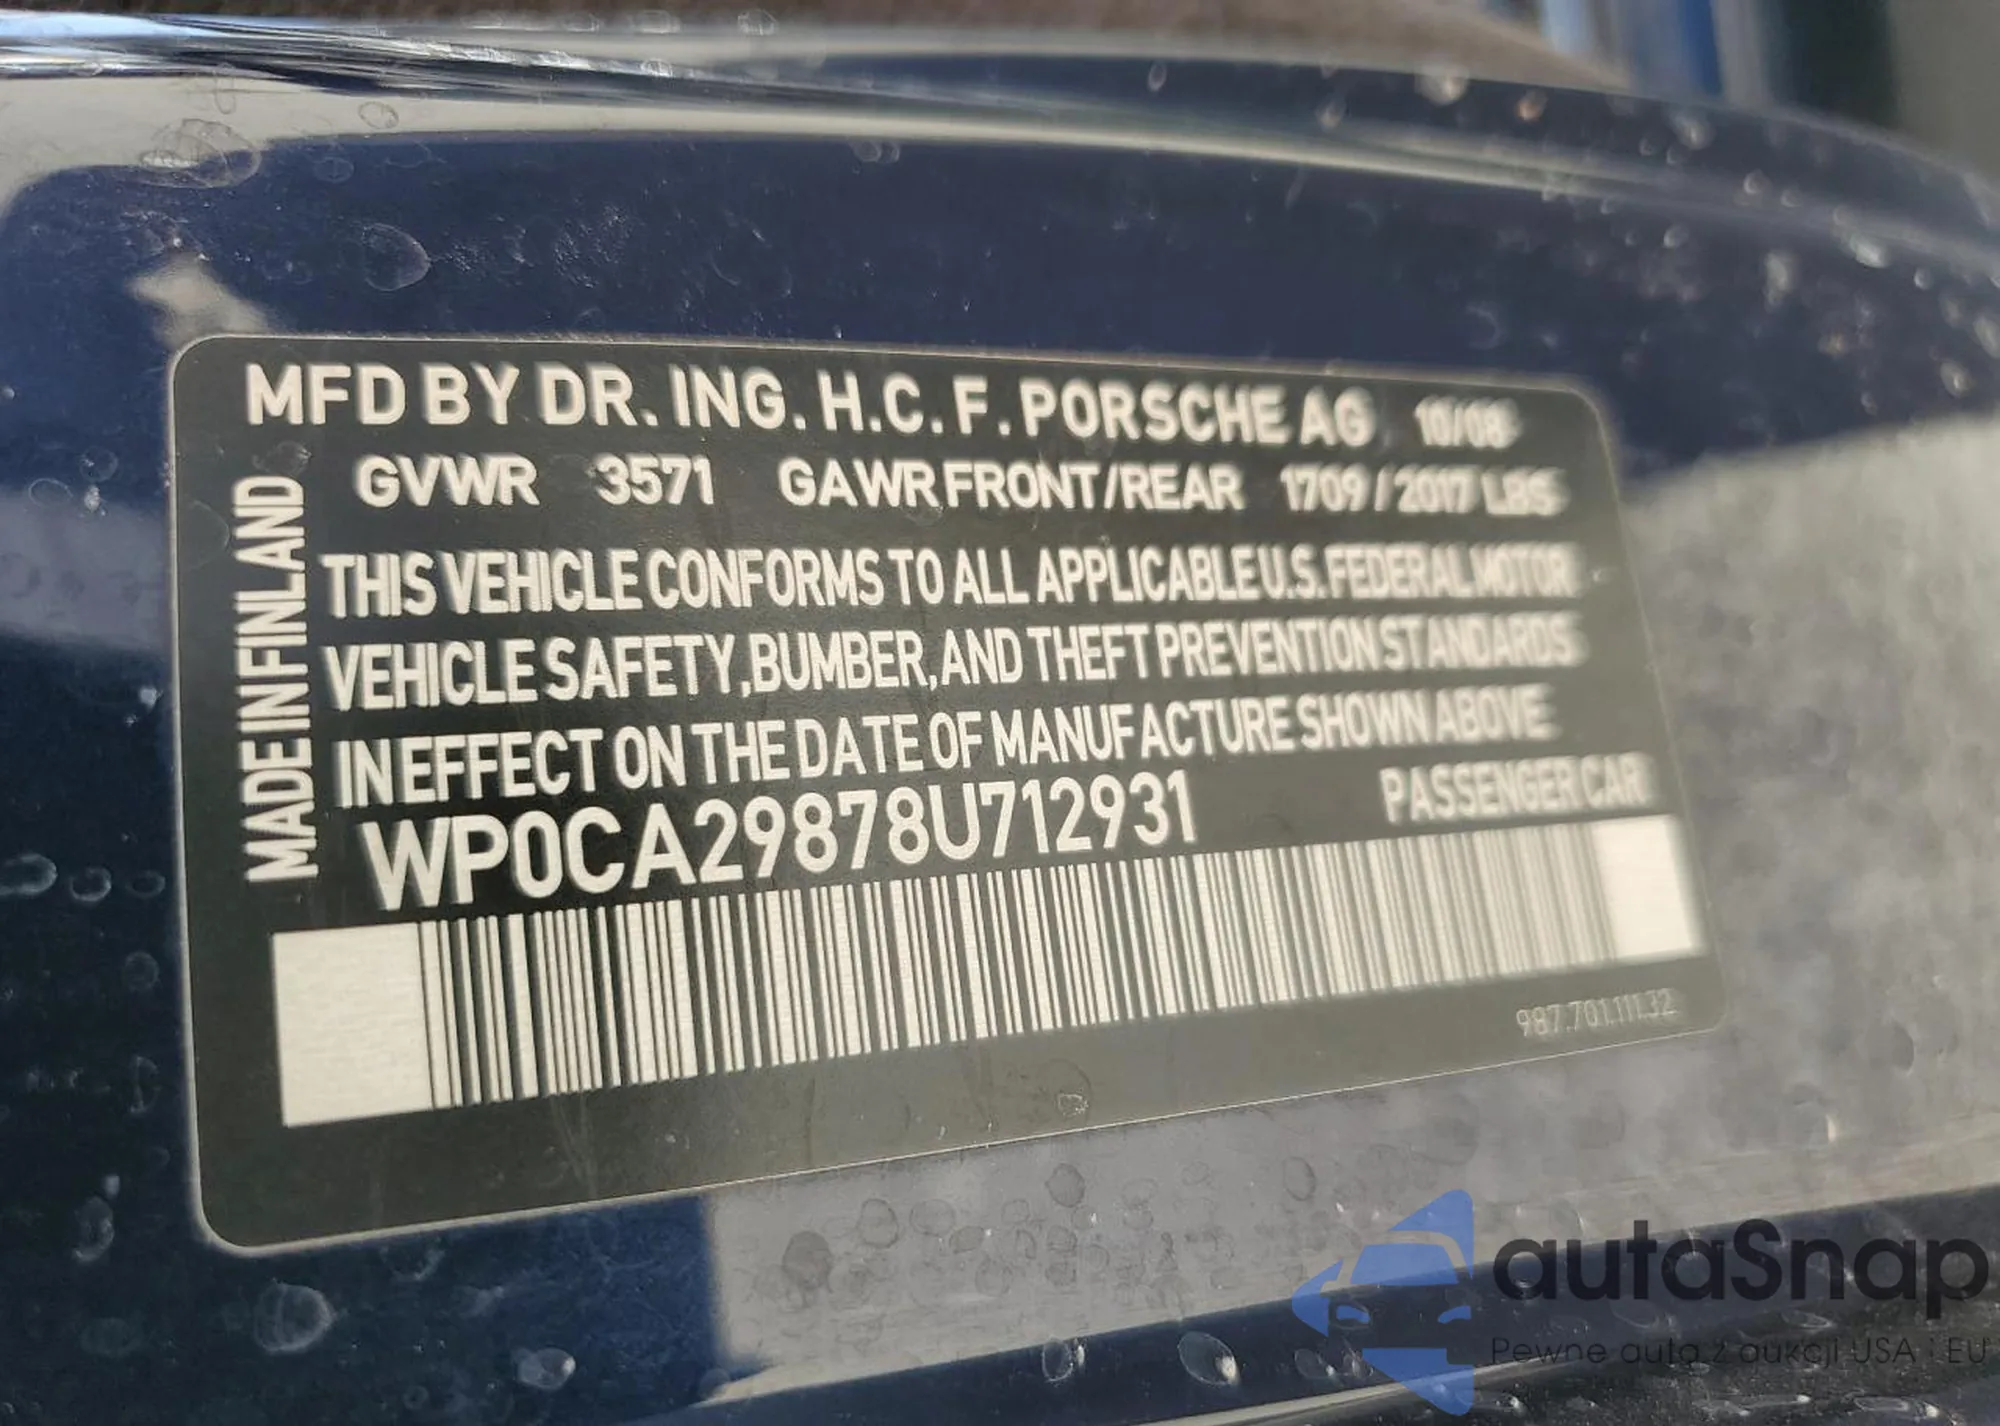 MFD BY DR. ING. H.C. F. PORSCHE AG 10/08
GVWR 3571 GAWR FRONT/REAR 1709 / 2017 LBS
MADE IN FINLAND
THIS VEHICLE CONFORMS TO ALL APPLICABLE U.S. FEDERAL MOTOR
VEHICLE SAFETY, BUMBER, AND THEFT PREVENTION STANDARDS
IN EFFECT ON THE DATE OF MANUFACTURE SHOWN ABOVE
WP0CA29878U712931 PASSENGER CAR
987.701.111.32
autaSnap
Pewne auta z aukcji USA i EU